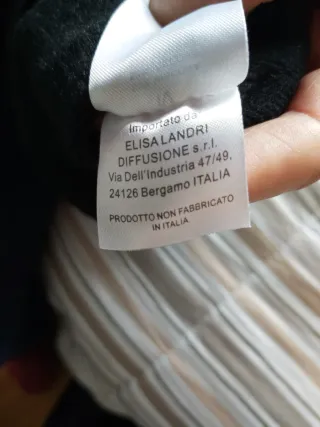 Importato da
ELISA LANDRI
DIFFUSIONE s.r.l.
Via Dell'Industria 47/49,
24126 Bergamo ITALIA
PRODOTTO NON FABBRICATO
IN ITALIA